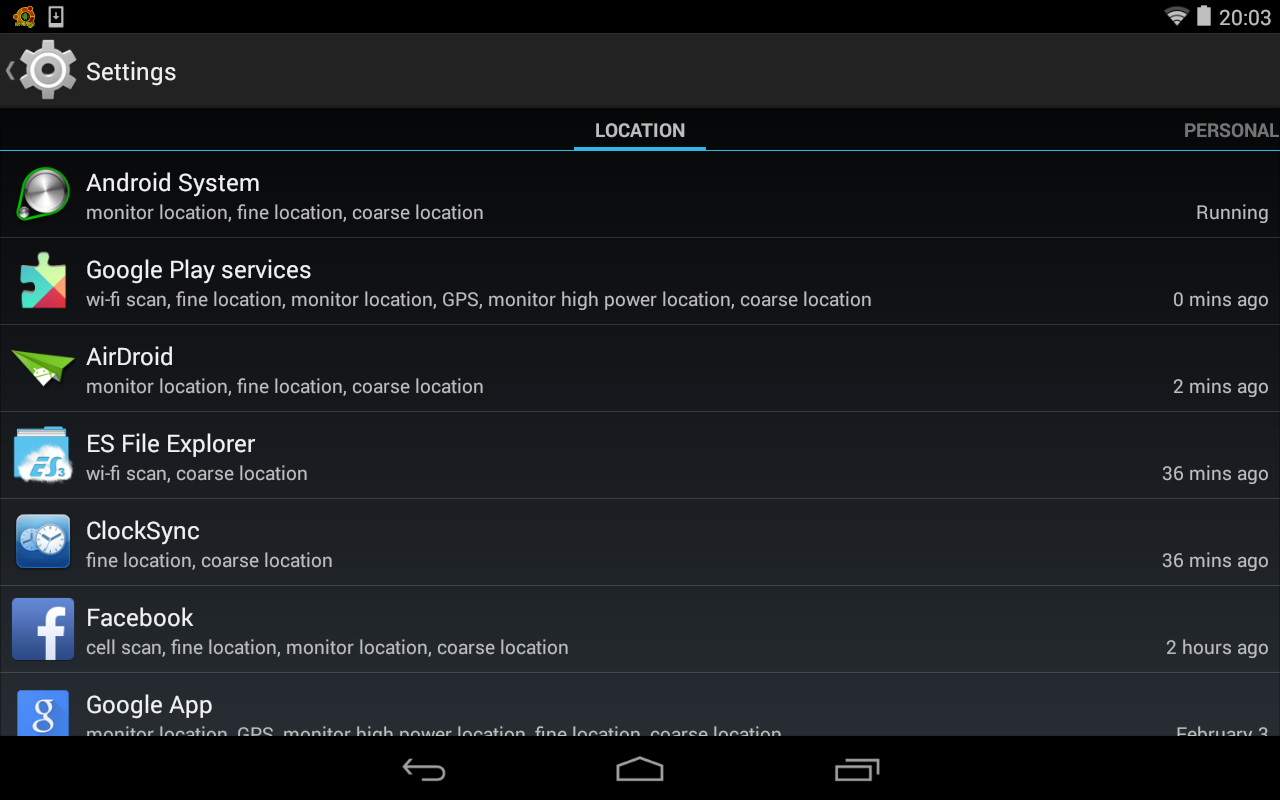 20:03
Settings
LOCATION
PERSONAL
Android System
monitor location, fine location, coarse location
Running
Google Play services
wi-fi scan, fine location, monitor location, GPS, monitor high power location, coarse location
0 mins ago
AirDroid
monitor location, fine location, coarse location
2 mins ago
ES File Explorer
wi-fi scan, coarse location
36 mins ago
ES3
ClockSync
fine location, coarse location
36 mins ago
f
Facebook
cell scan, fine location, monitor location, coarse location
2 hours ago
g
Google App
monitor location, GPS, monitor high power location, fine location, coarse location
February 3